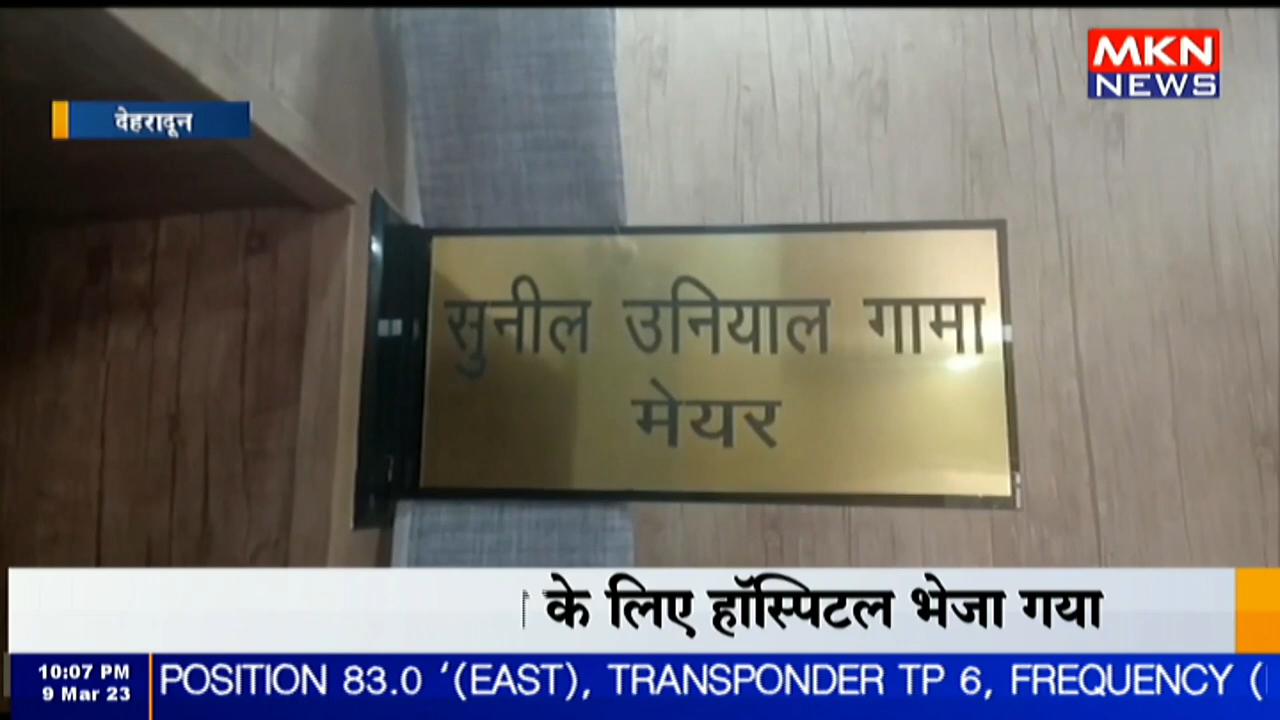 MKN
NEWS
देहरादून
सुनील उनियाल गामा
मेयर
के लिए हॉस्पिटल भेजा गया
10:07 PM
9 Mar 23
POSITION 83.0 ‘(EAST), TRANSPONDER TP 6, FREQUENCY (